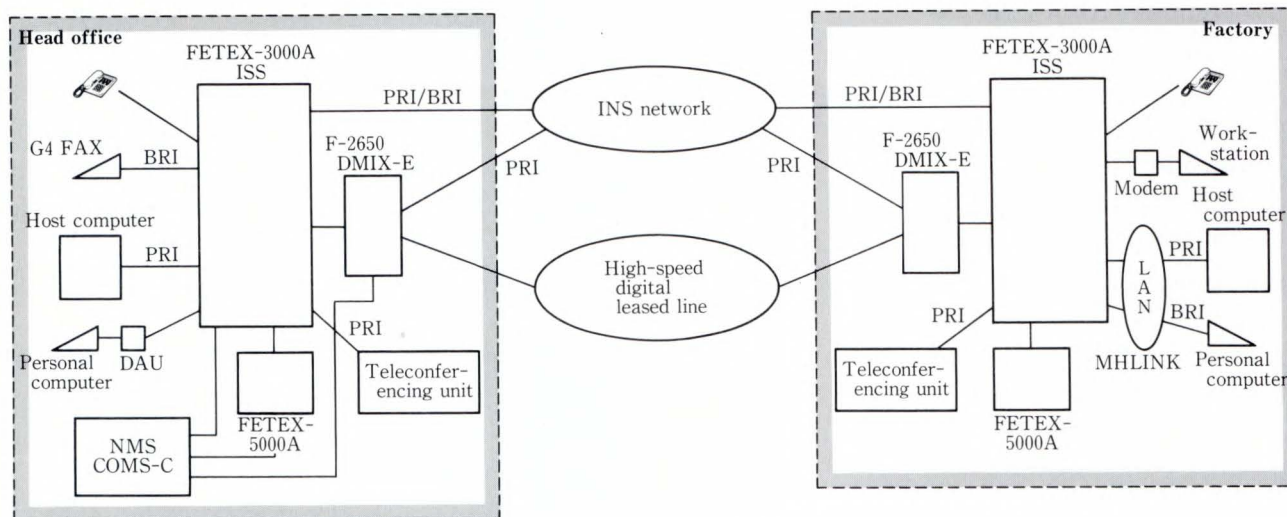 Head office
FETEX-3000A
ISS
G4 FAX
BRI
Host computer
PRI
Personal
computer
DAU
NMS
COMS-C
FETEX-
5000A
F-2650
DMIX-E
PRI
Teleconfer-
encing unit
PRI/BRI
PRI
INS network
High-speed
digital
leased line
PRI/BRI
PRI
Factory
FETEX-3000A
ISS
F-2650
DMIX-E
PRI
Teleconfer-
encing unit
FETEX-
5000A
Work-
station
Modem
Host
computer
LAN
PRI
BRI
MHLINK
Personal
computer